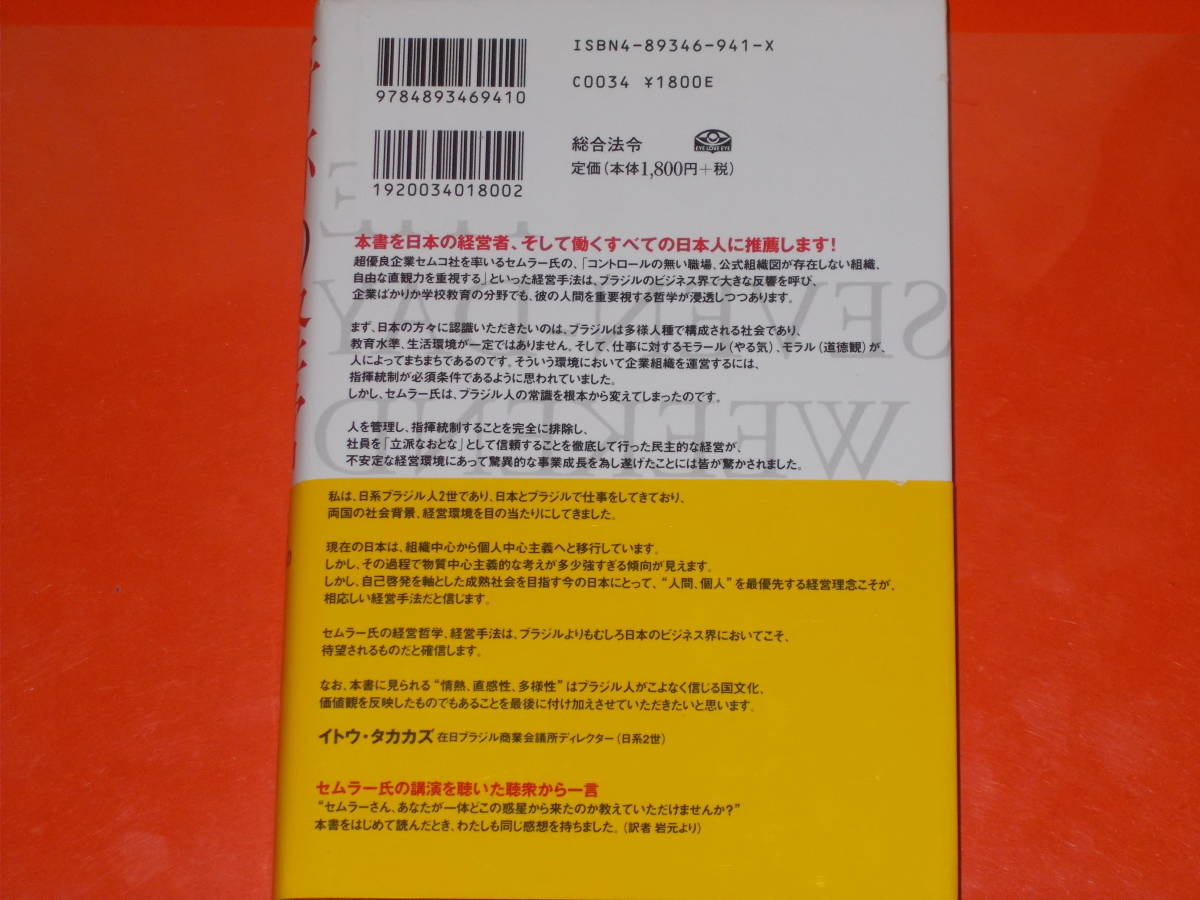 ISBN4-89346-941-X
C0034 ¥1800E
9784893469410
総合法令
EYE LOVE EYE
定価(本体1,800円+税)
1920034018002
THE
SEVEN-DAY
WEEKEND
本書を日本の経営者、そして働くすべての日本人に推薦します!
超優良企業セムコ社を率いるセムラー氏の、「コントロールの無い職場、公式組織図が存在しない組織、
自由な直観力を重視する」といった経営手法は、ブラジルのビジネス界で大きな反響を呼び、
企業ばかりか学校教育の分野でも、彼の人間を重要視する哲学が浸透しつつあります。
まず、日本の方々に認識いただきたいのは、ブラジルは多様人種で構成される社会であり、
教育水準、生活環境が一定ではありません。そして、仕事に対するモラール(やる気)、モラル(道徳観)が、
人によってまちまちであるのです。そういう環境において企業組織を運営するには、
指揮統制が必須条件であるように思われていました。
しかし、セムラー氏は、ブラジル人の常識を根本から変えてしまったのです。
人を管理し、指揮統制することを完全に排除し、
社員を「立派なおとな」として信頼することを徹底して行った民主的な経営が、
不安定な経営環境にあって驚異的な事業成長を為し遂げたことには皆が驚かされました。
私は、日系ブラジル人2世であり、日本とブラジルで仕事をしてきており、
両国の社会背景、経営環境を目の当たりにしてきました。
現在の日本は、組織中心から個人中心主義へと移行しています。
しかし、その過程で物質中心主義的な考えが多少強すぎる傾向が見えます。
しかし、自己啓発を軸とした成熟社会を目指す今の日本にとって、“人間、個人”を最優先する経営理念こそが、
相応しい経営手法だと信じます。
セムラー氏の経営哲学、経営手法は、ブラジルよりもむしろ日本のビジネス界においてこそ、
待望されるものだと確信します。
なお、本書に見られる“情熱、直感性、多様性”はブラジル人がこよなく信じる国文化、
価値観を反映したものでもあることを最後に付け加えさせていただきたいと思います。
イトウ・タカカズ 在日ブラジル商業会議所ディレクター(日系2世)
セムラー氏の講演を聴いた聴衆から一言
“セムラーさん、あなたが一体どこの惑星から来たのか教えていただけませんか?”
本書をはじめて読んだとき、わたしも同じ感想を持ちました。(訳者 岩元より)